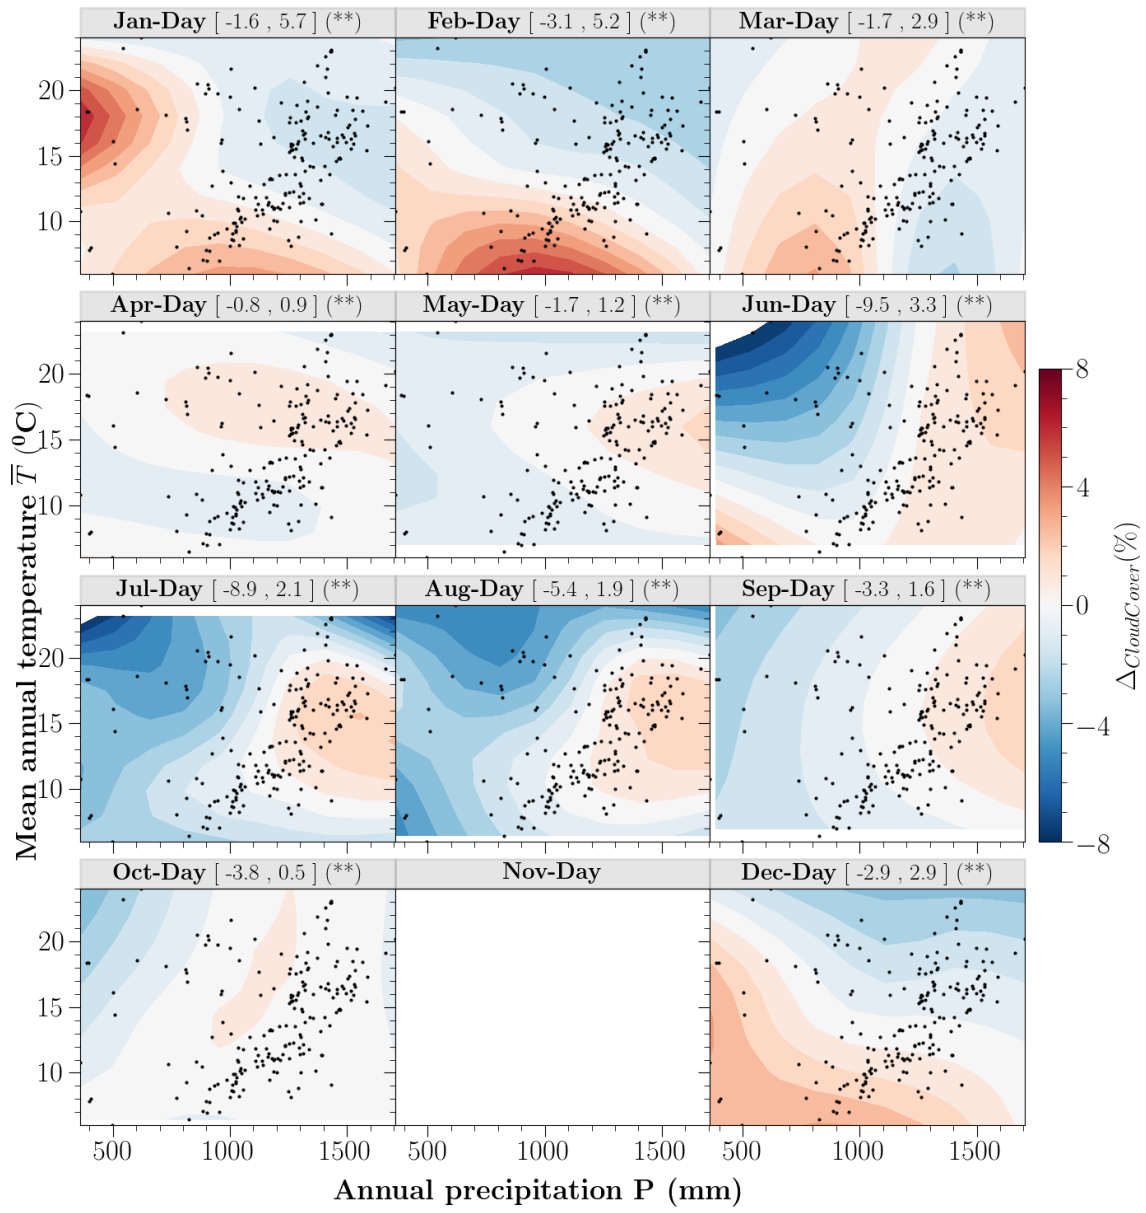 Jan-Day [ -1.6 , 5.7] (**)
Feb-Day [ -3.1 , 5.2] (**)
Mar-Day [ -1.7 , 2.9] (**)
20
15
10
Apr-Day [ -0.8 , 0.9 ] (**)
May-Day [ -1.7 , 1.2 ] (**)
Jun-Day [ -9.5 , 3.3] (**)
20
15
10
Jul-Day [ -8.9 , 2.1] (**)
Aug-Day [ -5.4 , 1.9] (**)
Sep-Day [ -3.3 , 1.6 ] (**)
20
15
10
Oct-Day [ -3.8 , 0.5 ] (**)
Nov-Day
Dec-Day [ -2.9 , 2.9] (**)
20
15
10
500 1000 1500
500 1000 1500
500 1000 1500
Annual precipitation P (mm)
Mean annual temperature T̅ (⁰C)
8
4
0
−4
−8
Δ_CloudCover (%)